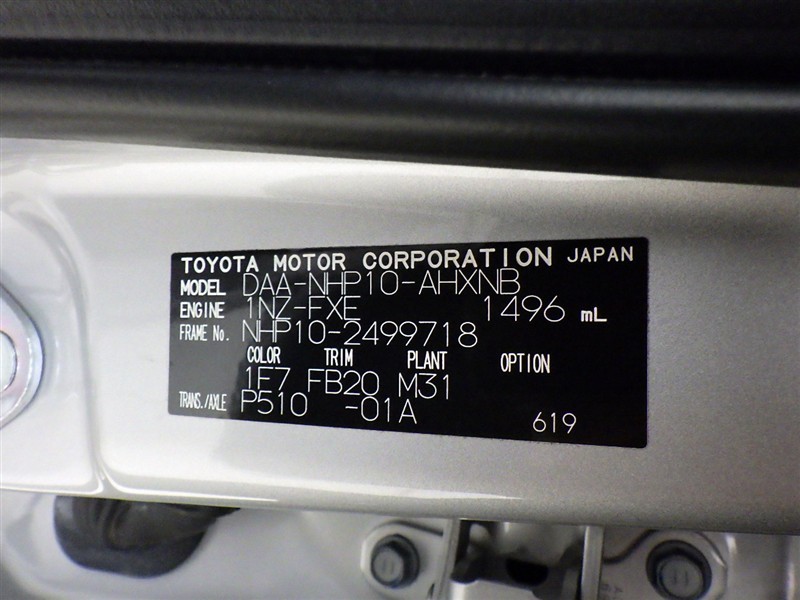 TOYOTA MOTOR CORPORATION JAPAN
MODEL DAA-NHP10-AHXNB
ENGINE 1NZ-FXE 1496 mL
FRAME No. NHP10-2499718
COLOR TRIM PLANT OPTION
1F7 FB20 M31
TRANS./AXLE P510 -01A
619